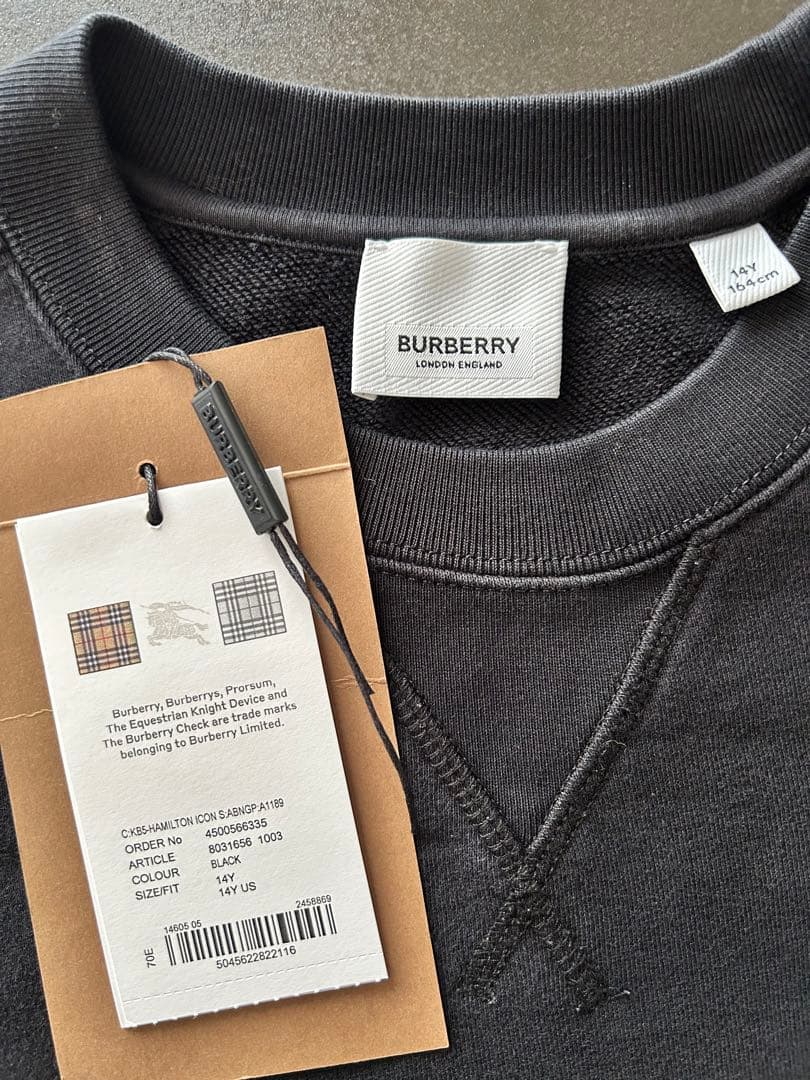 BURBERRY
LONDON ENGLAND
14Y
164cm
BURBERRY
Burberry, Burberrys, Prorsum,
The Equestrian Knight Device and
The Burberry Check are trade marks
belonging to Burberry Limited.
C:KB5-HAMILTON ICON S:ABNGP:A1189
ORDER No 4500566335
ARTICLE 8031656 1003
COLOUR BLACK
SIZE/FIT 14Y
14Y US
14605 05 2458869
70E
5045622822116